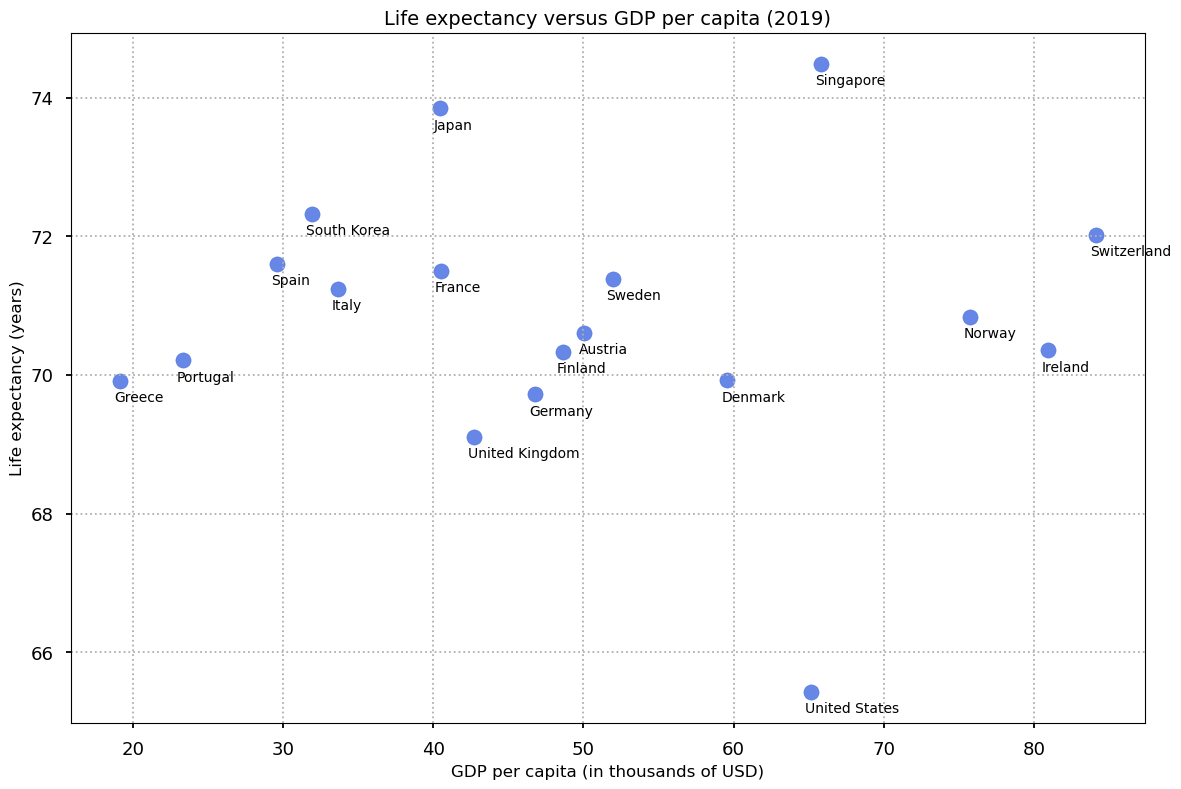 Life expectancy versus GDP per capita (2019)
Singapore
Japan
South Korea
Switzerland
Spain
France
Sweden
Italy
Norway
Austria
Finland
Ireland
Portugal
Greece
Denmark
Germany
United Kingdom
United States
74
72
70
68
66
Life expectancy (years)
20 30 40 50 60 70 80
GDP per capita (in thousands of USD)